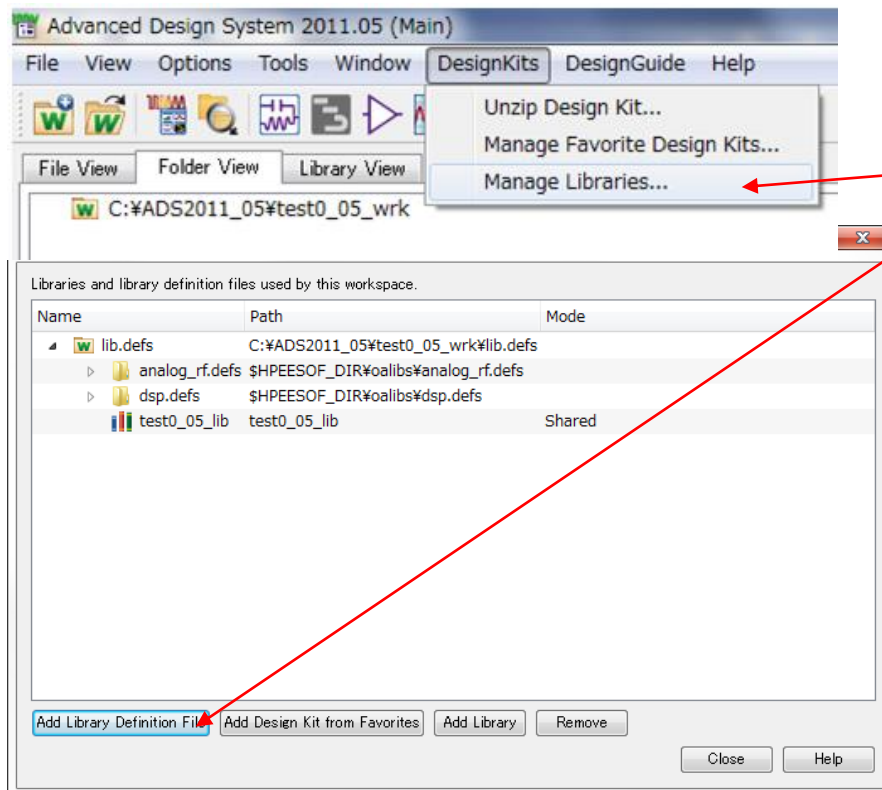 Advanced Design System 2011.05 (Main)
File View Options Tools Window DesignKits DesignGuide Help
Unzip Design Kit...
Manage Favorite Design Kits...
Manage Libraries...
File View Folder View Library View
C:¥ADS2011_05¥test0_05_wrk
Libraries and library definition files used by this workspace.
Name Path Mode
lib.defs C:¥ADS2011_05¥test0_05_wrk¥lib.defs
analog_rf.defs $HPEESOF_DIR¥oalibs¥analog_rf.defs
dsp.defs $HPEESOF_DIR¥oalibs¥dsp.defs
test0_05_lib test0_05_lib Shared
Add Library Definition File Add Design Kit from Favorites Add Library Remove
Close Help